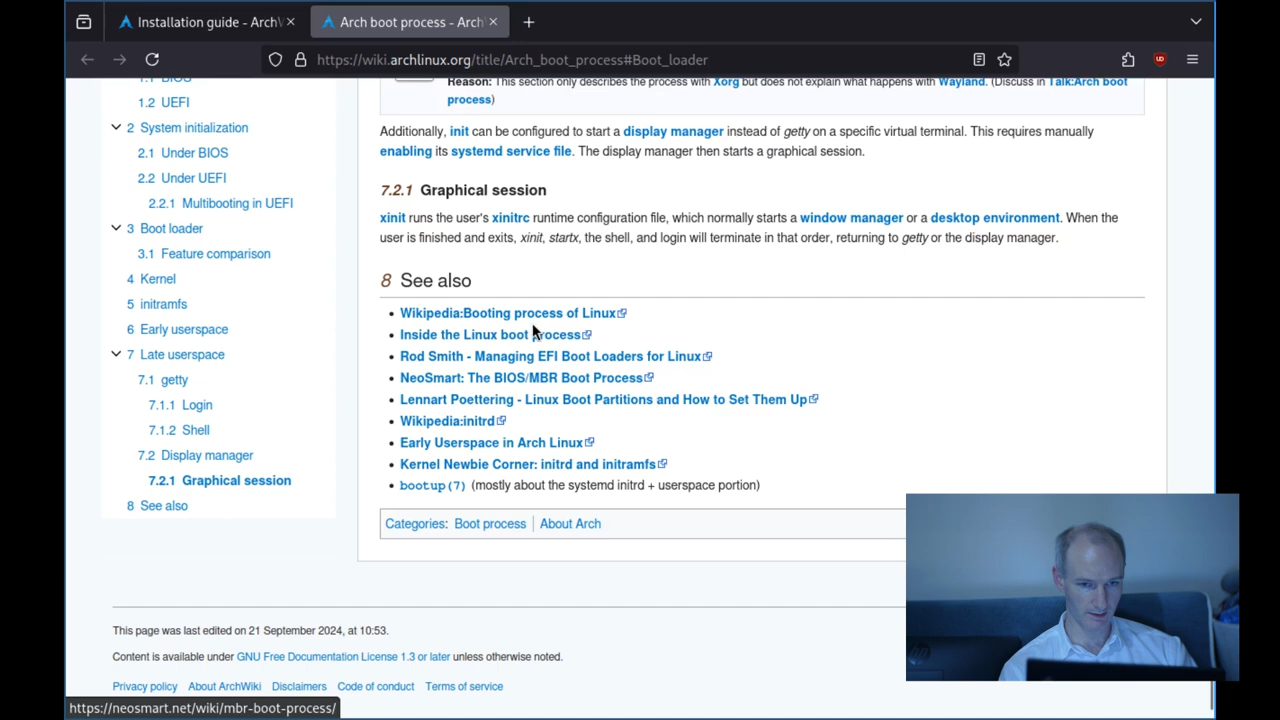 Installation guide - ArchW
Arch boot process - Arch
https://wiki.archlinux.org/title/Arch_boot_process#Boot_loader
1.1 BIOS
1.2 UEFI
2 System initialization
2.1 Under BIOS
2.2 Under UEFI
2.2.1 Multibooting in UEFI
3 Boot loader
3.1 Feature comparison
4 Kernel
5 initramfs
6 Early userspace
7 Late userspace
7.1 getty
7.1.1 Login
7.1.2 Shell
7.2 Display manager
7.2.1 Graphical session
8 See also
Reason: This section only describes the process with Xorg but does not explain what happens with Wayland. (Discuss in Talk:Arch boot
process)
Additionally, init can be configured to start a display manager instead of getty on a specific virtual terminal. This requires manually
enabling its systemd service file. The display manager then starts a graphical session.
7.2.1 Graphical session
xinit runs the user's xinitrc runtime configuration file, which normally starts a window manager or a desktop environment. When the
user is finished and exits, xinit, startx, the shell, and login will terminate in that order, returning to getty or the display manager.
8 See also
Wikipedia:Booting process of Linux
Inside the Linux boot process
Rod Smith - Managing EFI Boot Loaders for Linux
NeoSmart: The BIOS/MBR Boot Process
Lennart Poettering - Linux Boot Partitions and How to Set Them Up
Wikipedia:initrd
Early Userspace in Arch Linux
Kernel Newbie Corner: initrd and initramfs
bootup(7) (mostly about the systemd initrd + userspace portion)
Categories: Boot process | About Arch
This page was last edited on 21 September 2024, at 10:53.
Content is available under GNU Free Documentation License 1.3 or later unless otherwise noted.
Privacy policy About ArchWiki Disclaimers Code of conduct Terms of service
https://neosmart.net/wiki/mbr-boot-process/